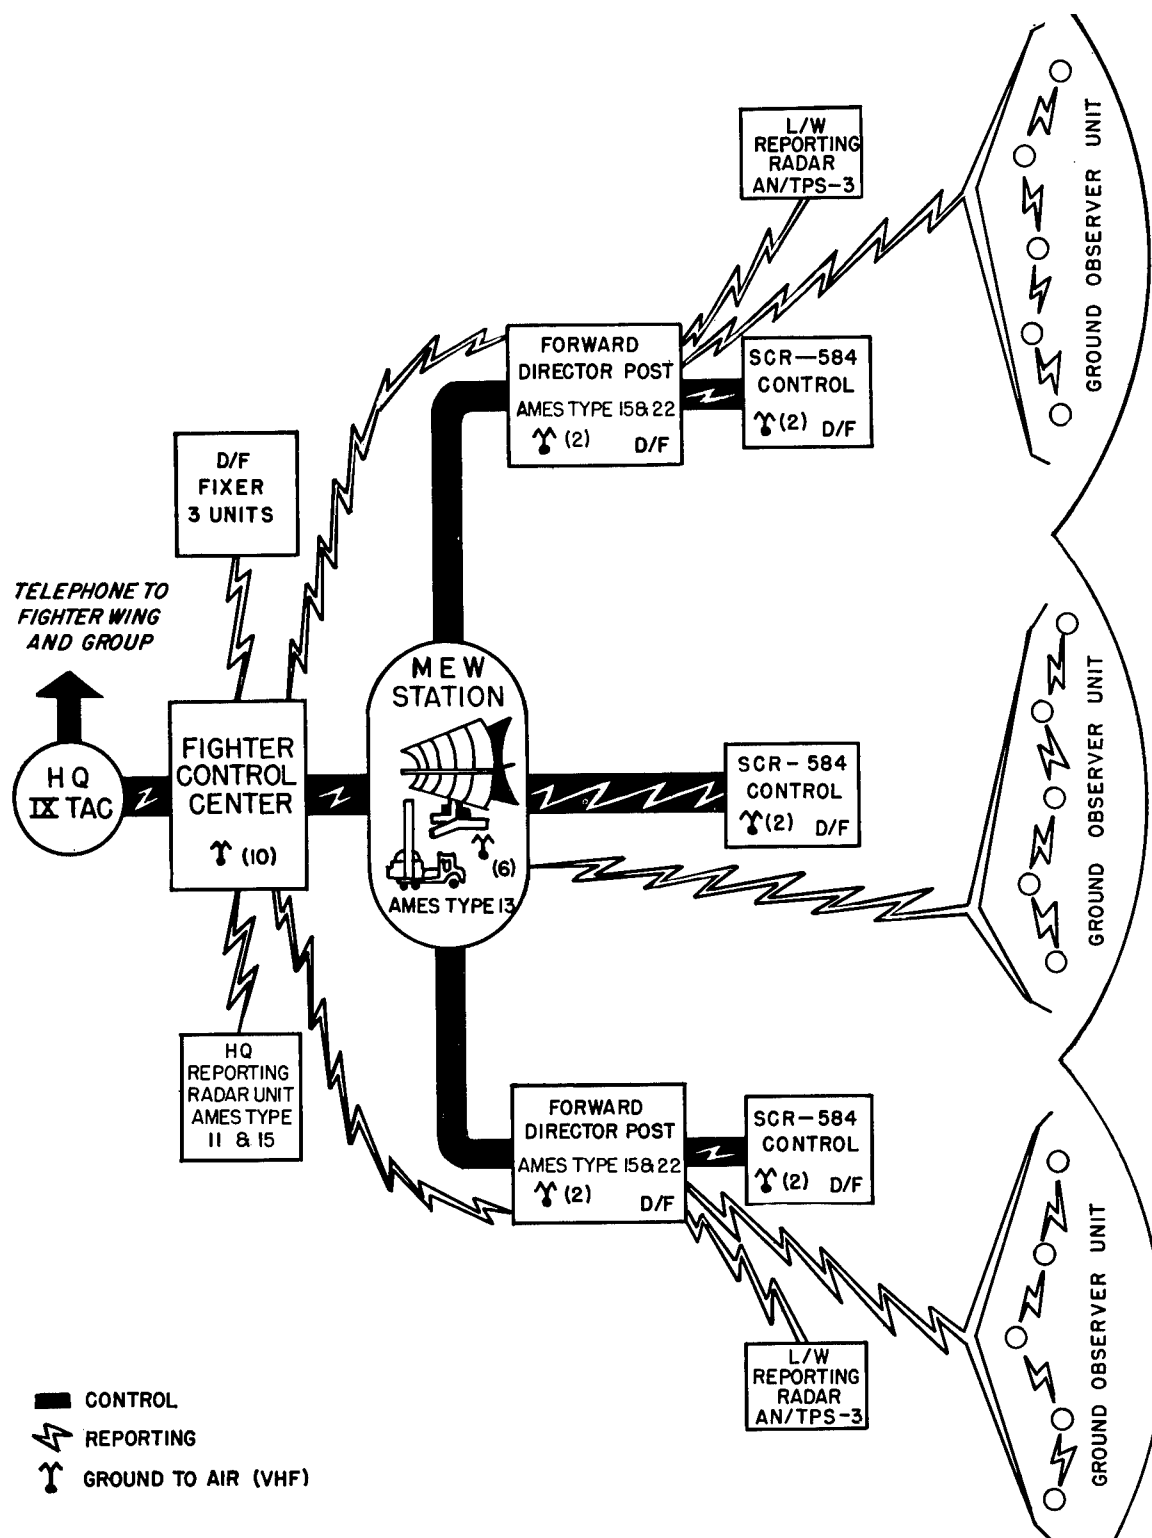 L/W
REPORTING
RADAR
AN/TPS-3
GROUND OBSERVER UNIT
FORWARD
DIRECTOR POST
AMES TYPE 15&22
(2) D/F
SCR-584
CONTROL
(2) D/F
D/F
FIXER
3 UNITS
TELEPHONE TO
FIGHTER WING
AND GROUP
HQ
IX TAC
FIGHTER
CONTROL
CENTER
(10)
MEW
STATION
(6)
AMES TYPE 13
SCR-584
CONTROL
(2) D/F
GROUND OBSERVER UNIT
HQ
REPORTING
RADAR UNIT
AMES TYPE
11 & 15
FORWARD
DIRECTOR POST
AMES TYPE 15&22
(2) D/F
SCR-584
CONTROL
(2) D/F
GROUND OBSERVER UNIT
L/W
REPORTING
RADAR
AN/TPS-3
CONTROL
REPORTING
GROUND TO AIR (VHF)